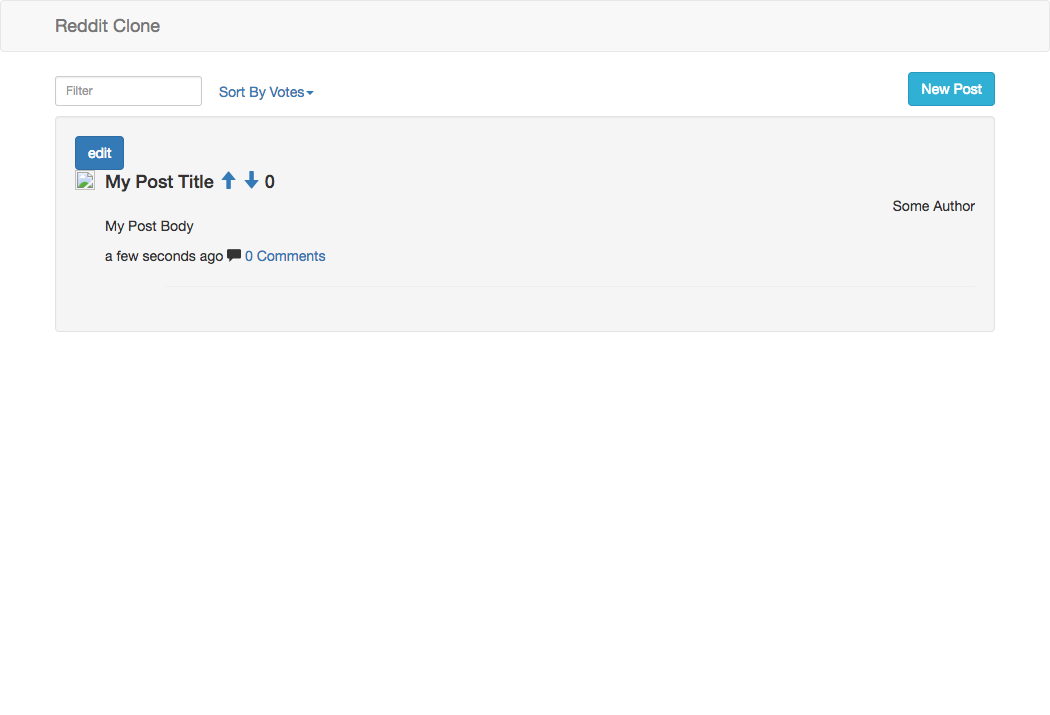 Reddit Clone
Filter
Sort By Votes
New Post
edit
My Post Title 0
Some Author
My Post Body
a few seconds ago 0 Comments